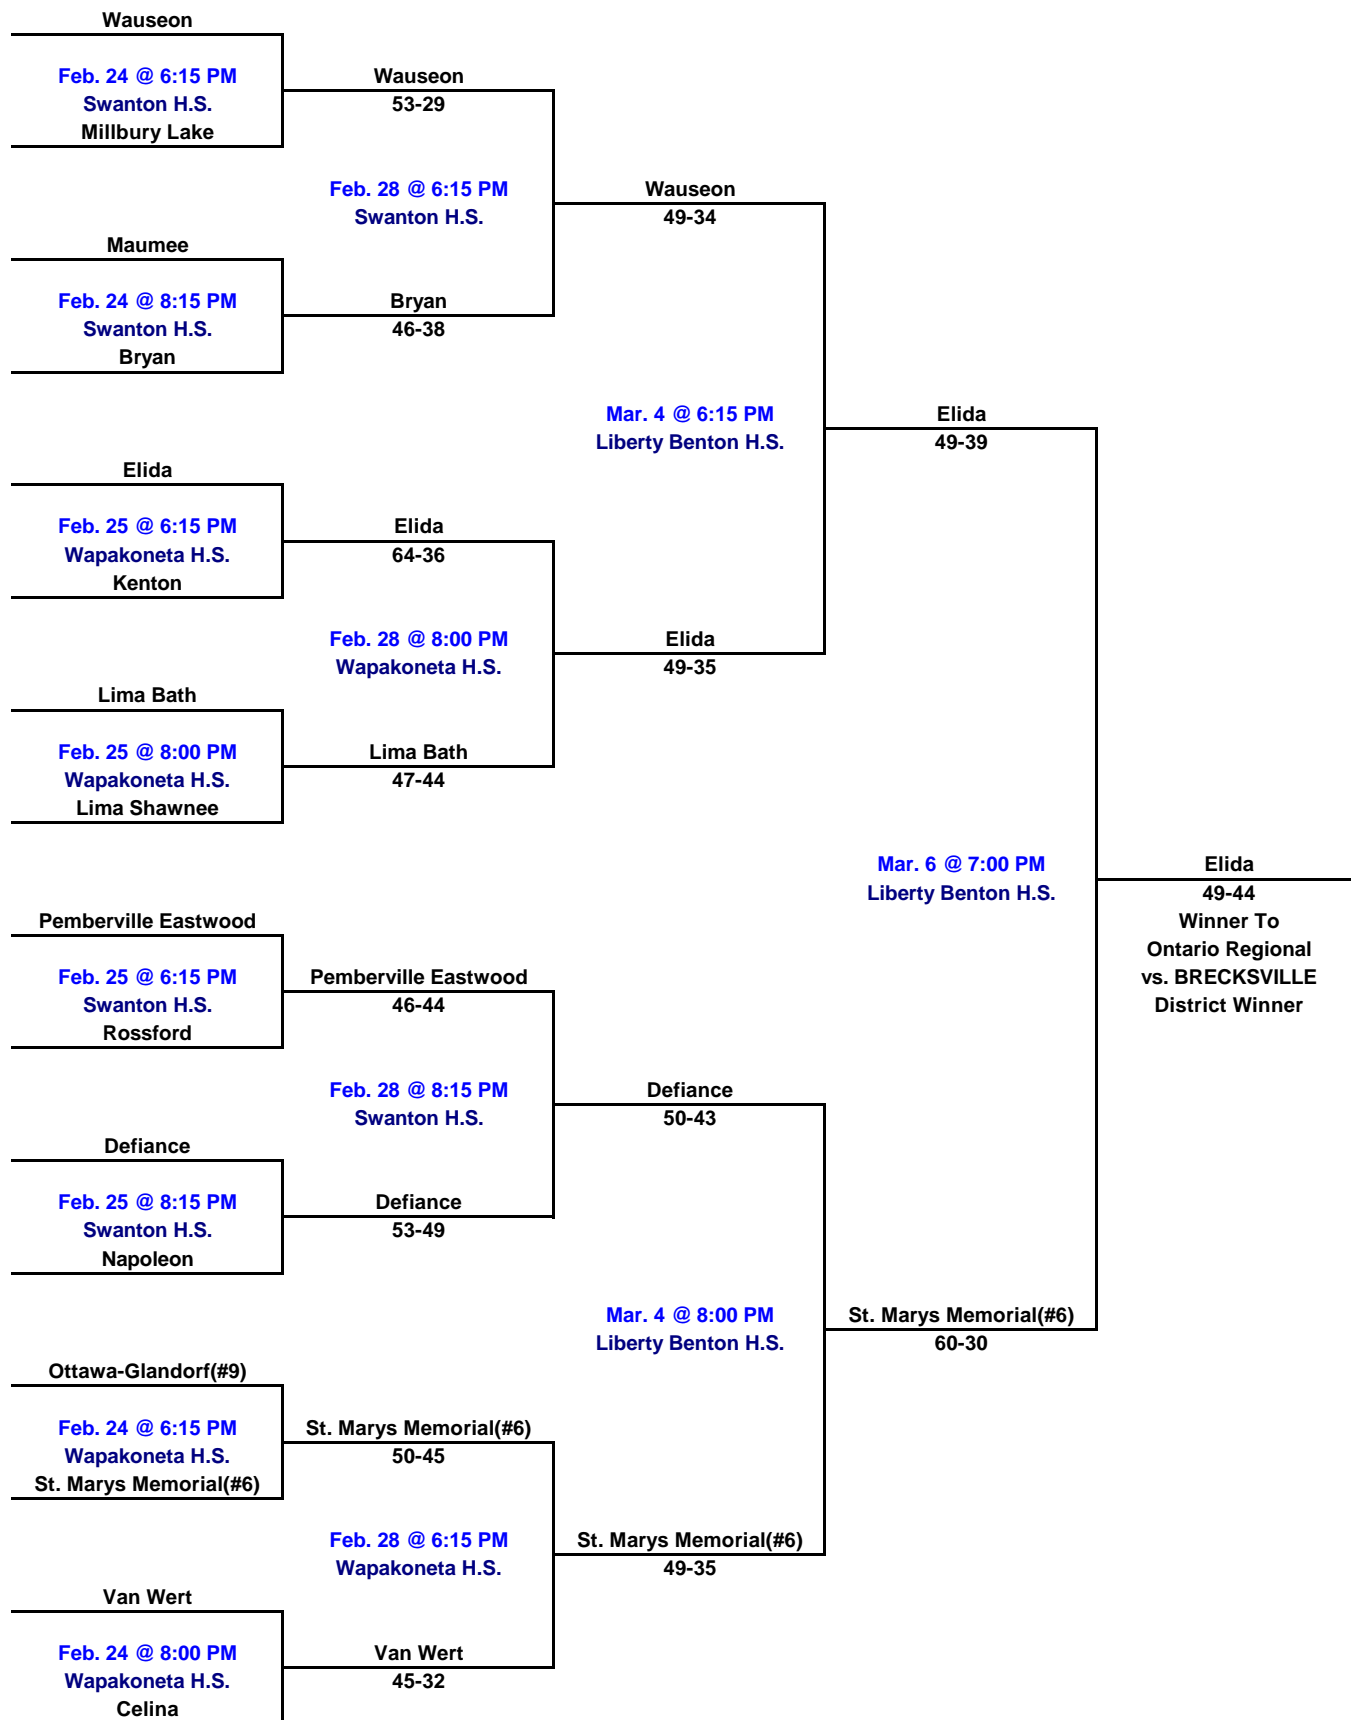 Wauseon
Feb. 24 @ 6:15 PM
Swanton H.S.
Millbury Lake
Wauseon
53-29
Maumee
Feb. 24 @ 8:15 PM
Swanton H.S.
Bryan
Bryan
46-38
Feb. 28 @ 6:15 PM
Swanton H.S.
Wauseon
49-34
Elida
Feb. 25 @ 6:15 PM
Wapakoneta H.S.
Kenton
Elida
64-36
Lima Bath
Feb. 25 @ 8:00 PM
Wapakoneta H.S.
Lima Shawnee
Lima Bath
47-44
Feb. 28 @ 8:00 PM
Wapakoneta H.S.
Elida
49-35
Mar. 4 @ 6:15 PM
Liberty Benton H.S.
Elida
49-39
Pemberville Eastwood
Feb. 25 @ 6:15 PM
Swanton H.S.
Rossford
Pemberville Eastwood
46-44
Defiance
Feb. 25 @ 8:15 PM
Swanton H.S.
Napoleon
Defiance
53-49
Feb. 28 @ 8:15 PM
Swanton H.S.
Defiance
50-43
Ottawa-Glandorf(#9)
Feb. 24 @ 6:15 PM
Wapakoneta H.S.
St. Marys Memorial(#6)
St. Marys Memorial(#6)
50-45
Van Wert
Feb. 24 @ 8:00 PM
Wapakoneta H.S.
Celina
Van Wert
45-32
Feb. 28 @ 6:15 PM
Wapakoneta H.S.
St. Marys Memorial(#6)
49-35
Mar. 4 @ 8:00 PM
Liberty Benton H.S.
St. Marys Memorial(#6)
60-30
Mar. 6 @ 7:00 PM
Liberty Benton H.S.
Elida
49-44
Winner To
Ontario Regional
vs. BRECKSVILLE
District Winner